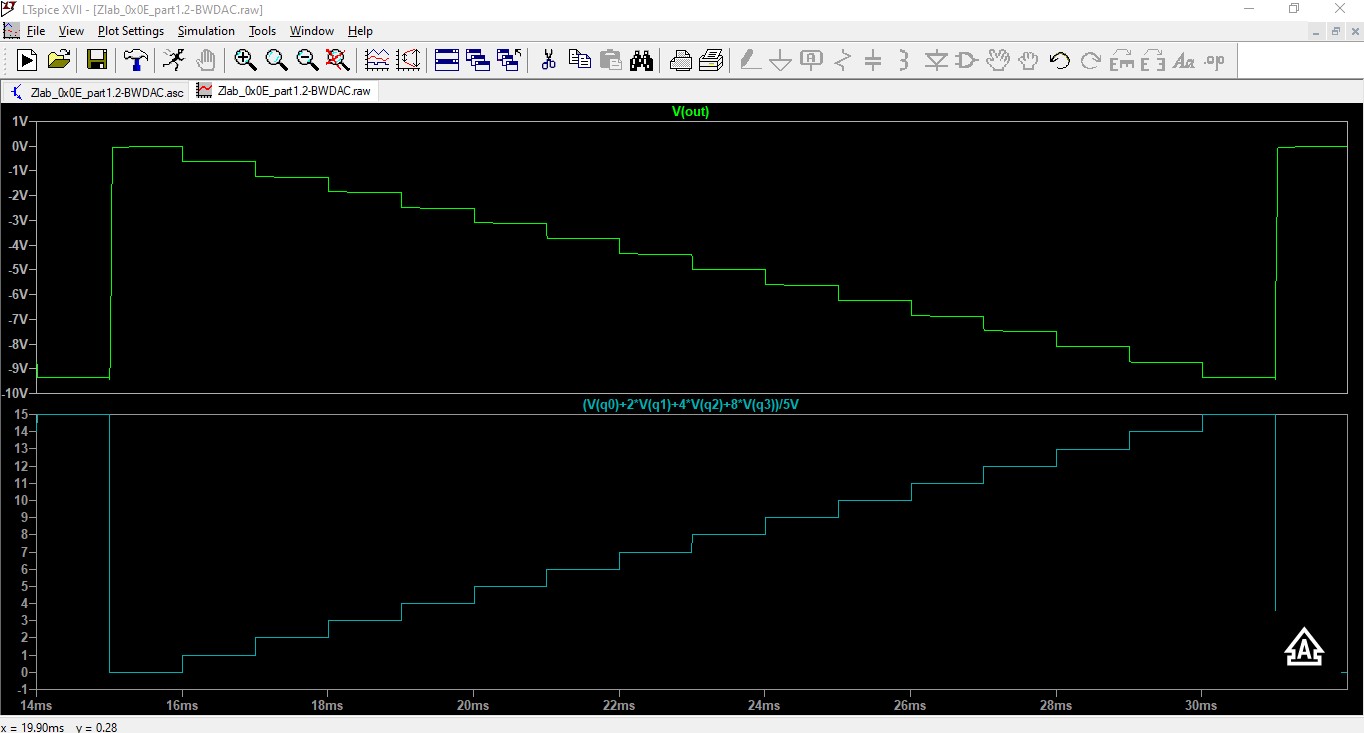 LTspice XVII - [Zlab_0x0E_part1.2-BWDAC.raw]
File View Plot Settings Simulation Tools Window Help
Zlab_0x0E_part1.2-BWDAC.asc Zlab_0x0E_part1.2-BWDAC.raw
V(out)
1V
0V
-1V
-2V
-3V
-4V
-5V
-6V
-7V
-8V
-9V
-10V
(V(q0)+2*V(q1)+4*V(q2)+8*V(q3))/5V
15
14
13
12
11
10
9
8
7
6
5
4
3
2
1
0
-1
A
14ms 16ms 18ms 20ms 22ms 24ms 26ms 28ms 30ms
x = 19.90ms y = 0.28